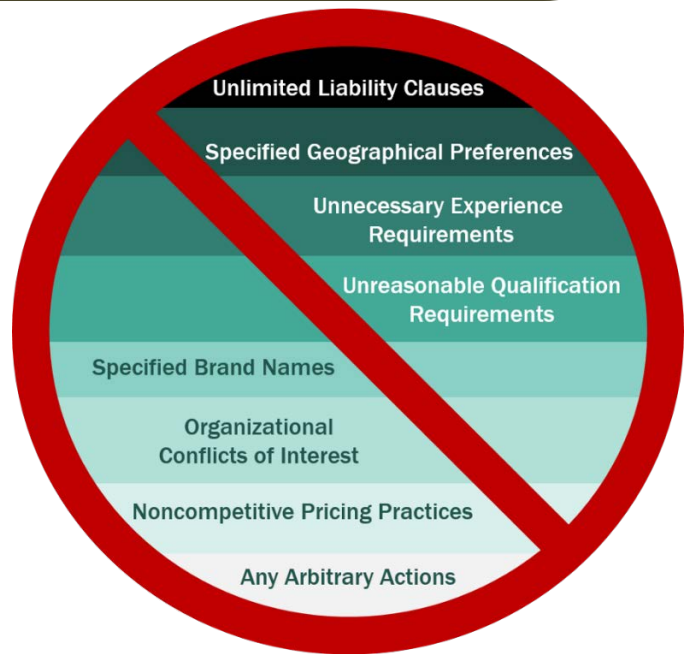 Unlimited Liability Clauses
Specified Geographical Preferences
Unnecessary Experience
Requirements
Unreasonable Qualification
Requirements
Specified Brand Names
Organizational
Conflicts of Interest
Noncompetitive Pricing Practices
Any Arbitrary Actions